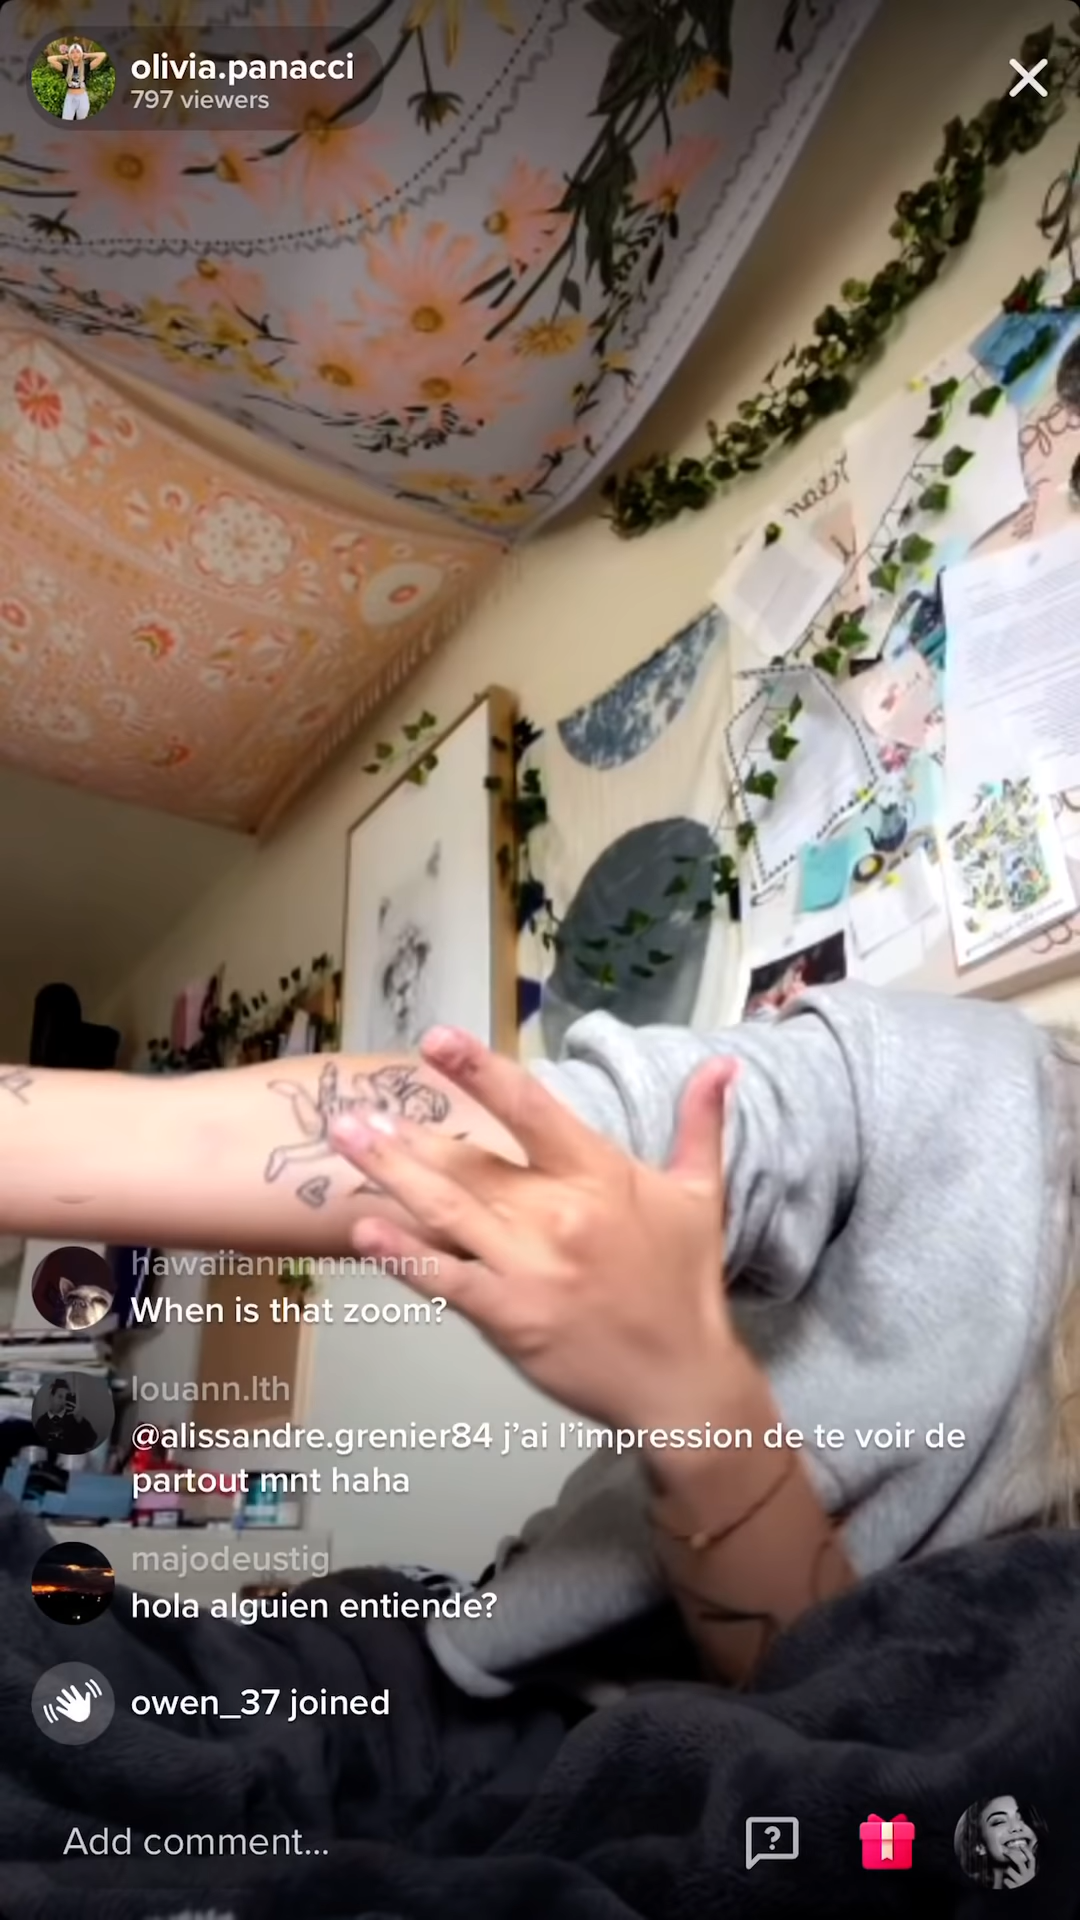 olivia.panacci
797 viewers
hawaiiannnnnnnnn
When is that zoom?
louann.lth
@alissandre.grenier84 j’ai l’impression de te voir de
partout mnt haha
majodeustig
hola alguien entiende?
owen_37 joined
Add comment...